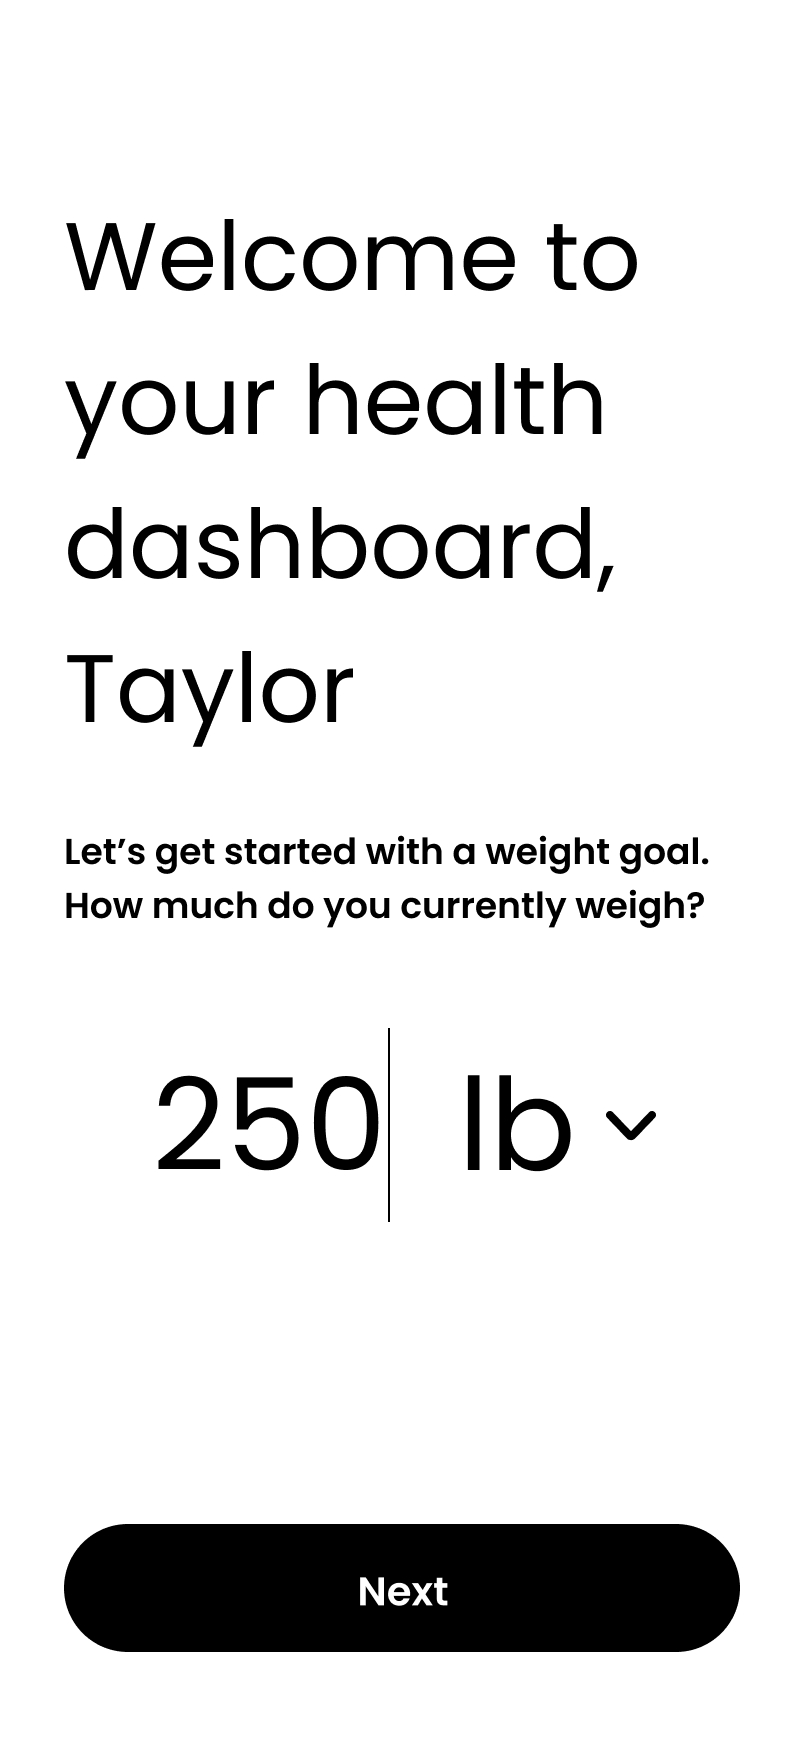 Welcome to
your health
dashboard,
Taylor
Let’s get started with a weight goal.
How much do you currently weigh?
250 lb
Next